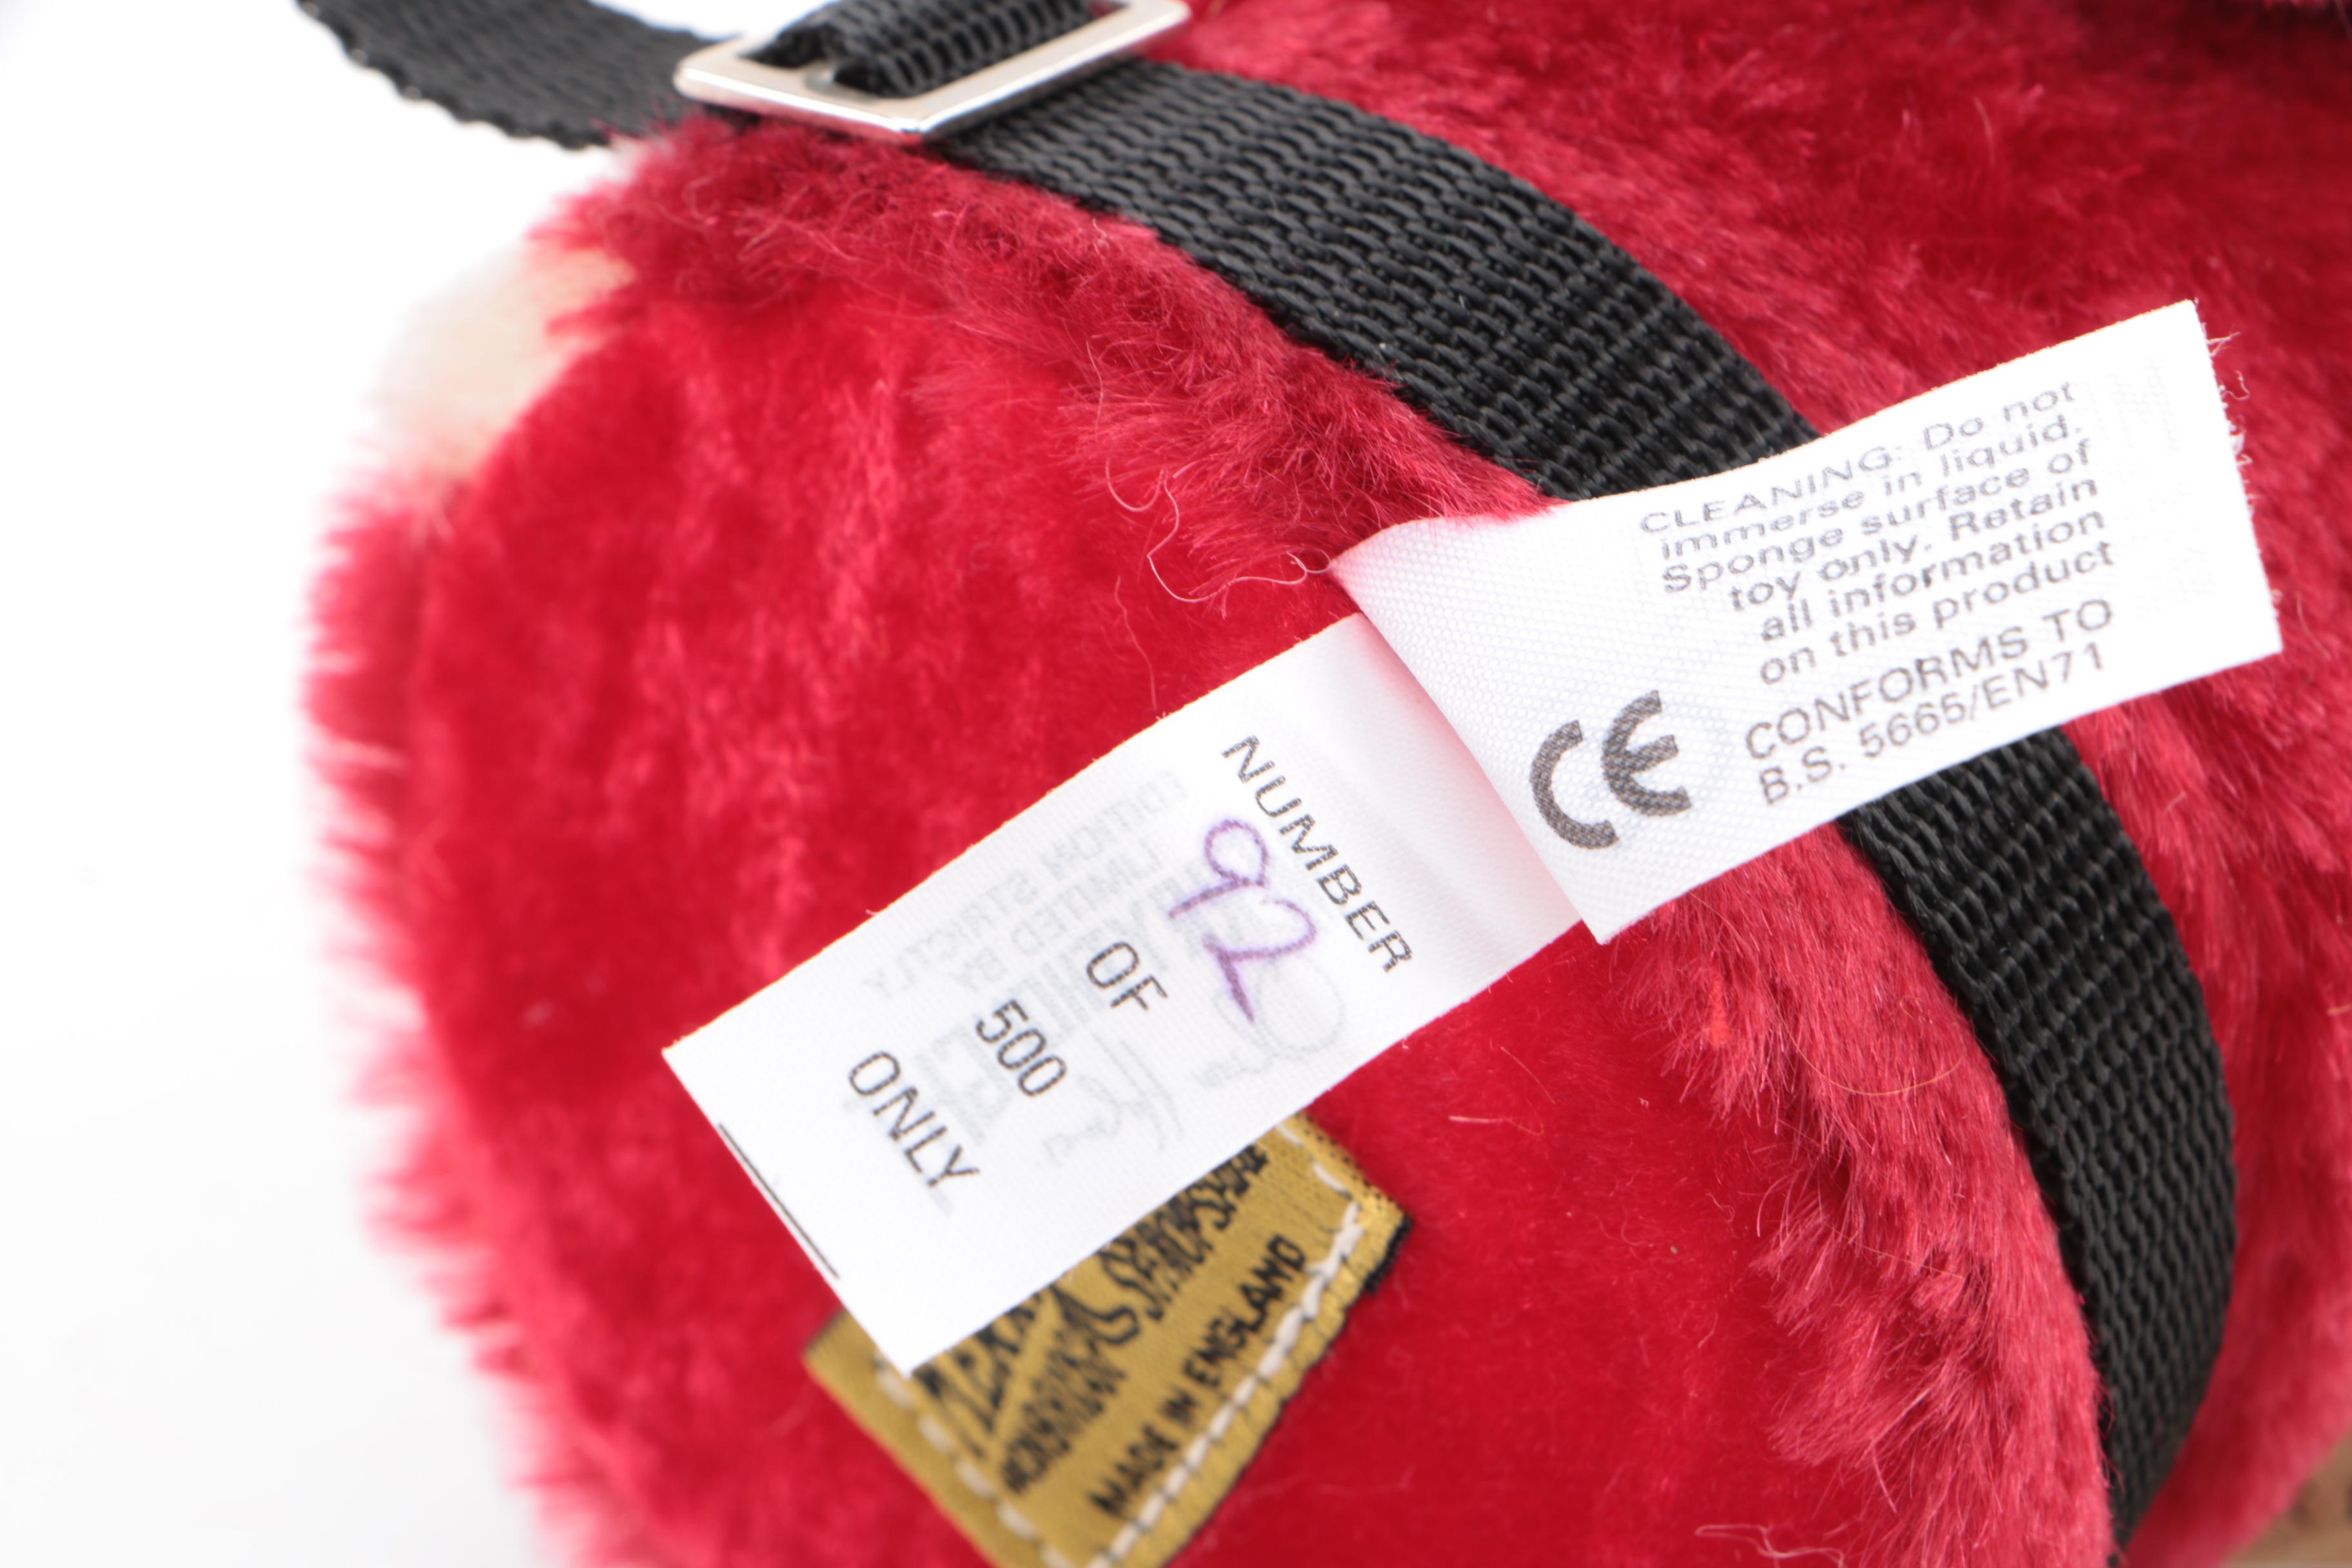 CLEANING: Do not
immerse in liquid.
Sponge surface of
toy only. Retain
all information
on this product
CONFORMS TO
B.S. 5665/EN71
CE
NUMBER
92
OF
500
ONLY
MADE IN ENGLAND